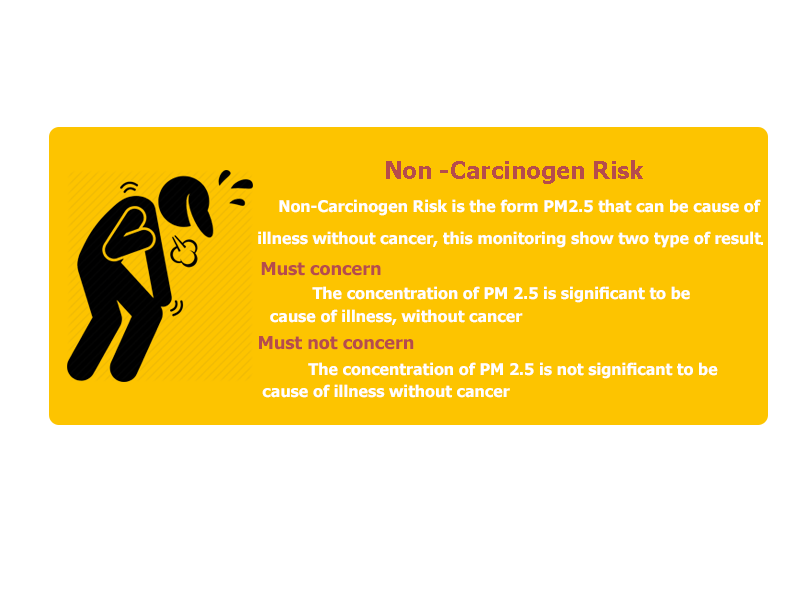 Non -Carcinogen Risk
Non-Carcinogen Risk is the form PM2.5 that can be cause of
illness without cancer, this monitoring show two type of result.
Must concern
The concentration of PM 2.5 is significant to be
cause of illness, without cancer
Must not concern
The concentration of PM 2.5 is not significant to be
cause of illness without cancer